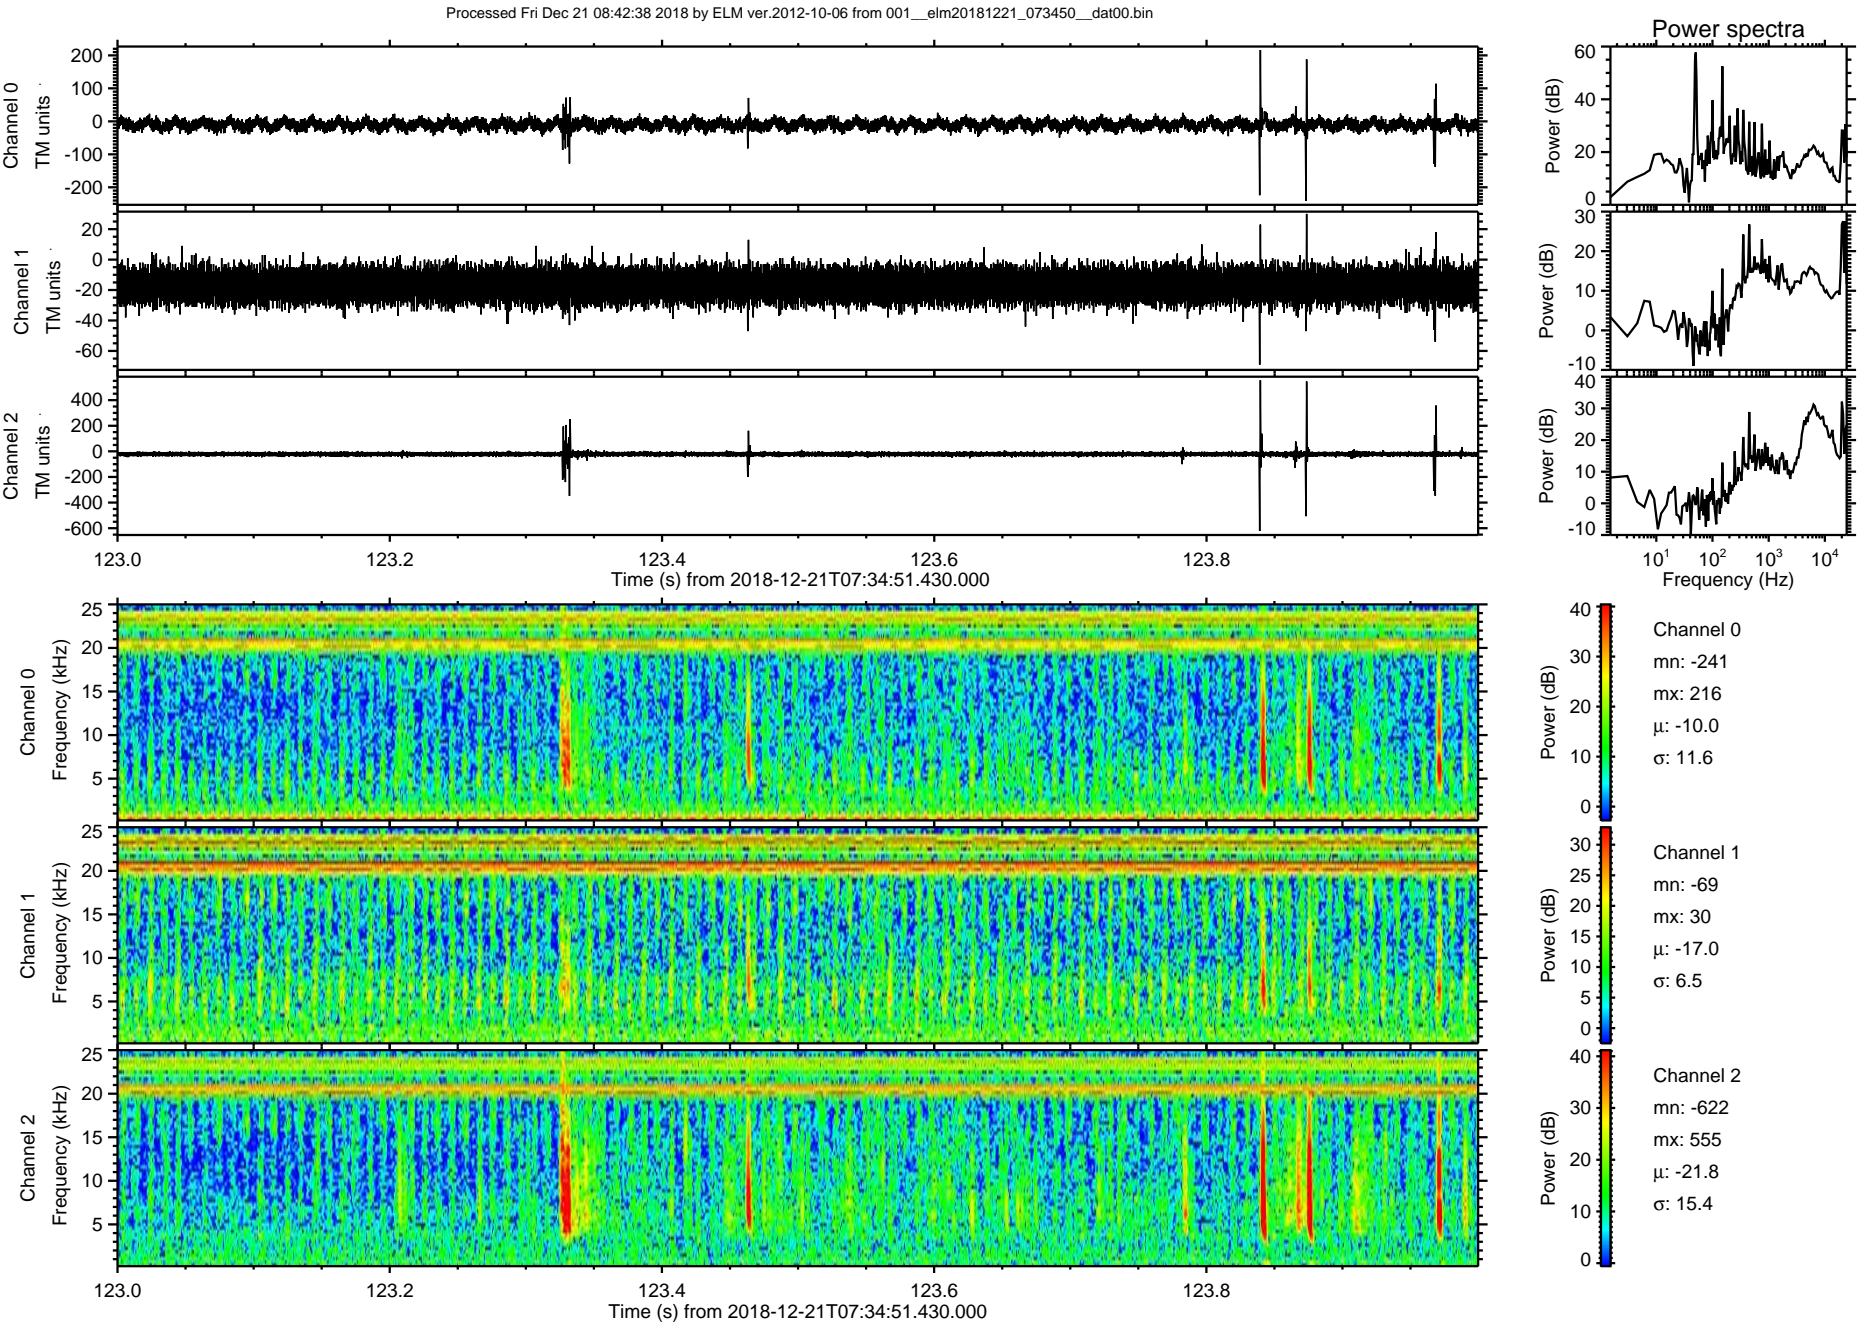 Processed Fri Dec 21 08:42:38 2018 by ELM ver.2012-10-06 from 001__elm20181221_073450__dat00.bin
Power spectra
Channel 0
TM units
200
100
0
-100
-200
Power (dB)
60
40
20
0
Channel 1
TM units
20
0
-20
-40
-60
Power (dB)
30
20
10
0
-10
Channel 2
TM units
400
200
0
-200
-400
-600
Power (dB)
40
30
20
10
0
-10
123.0 123.2 123.4 123.6 123.8
Time (s) from 2018-12-21T07:34:51.430.000
10¹ 10² 10³ 10⁴
Frequency (Hz)
Channel 0
Frequency (kHz)
25
20
15
10
5
Power (dB)
40
30
20
10
0
Channel 0
mn: -241
mx: 216
μ: -10.0
σ: 11.6
Channel 1
Frequency (kHz)
25
20
15
10
5
Power (dB)
30
25
20
15
10
5
0
Channel 1
mn: -69
mx: 30
μ: -17.0
σ: 6.5
Channel 2
Frequency (kHz)
25
20
15
10
5
Power (dB)
40
30
20
10
0
Channel 2
mn: -622
mx: 555
μ: -21.8
σ: 15.4
123.0 123.2 123.4 123.6 123.8
Time (s) from 2018-12-21T07:34:51.430.000